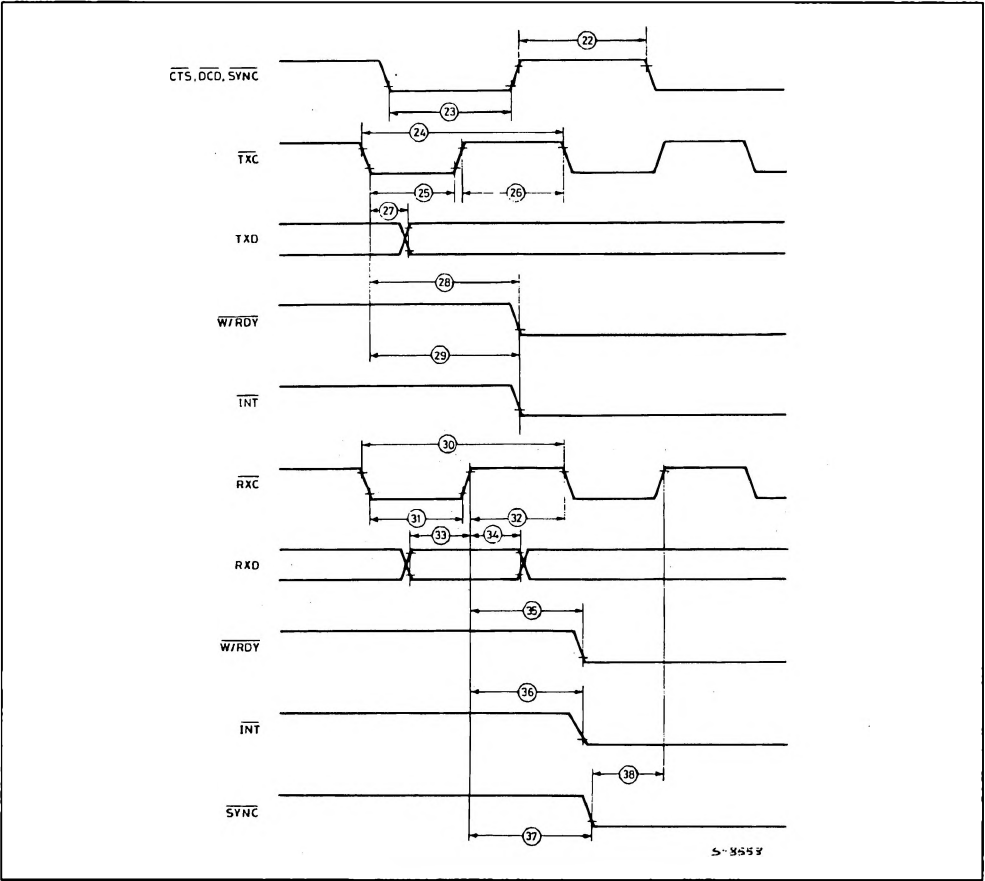 22
CTS, DCD, SYNC
23
24
TXC
25 26
27
TXD
28
W/RDY
29
INT
30
RXC
31 32
33 34
RXD
35
W/RDY
36
INT
38
SYNC
37